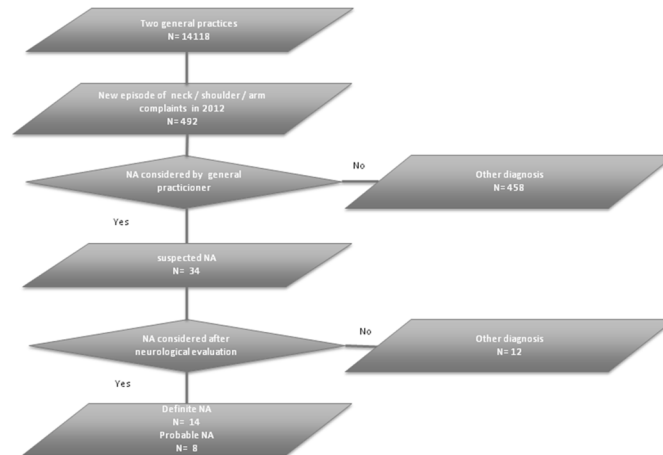 Two general practices
N= 14118
New episode of neck / shoulder / arm
complaints in 2012
N=492
NA considered by general
practicioner
No
Other diagnosis
N= 458
Yes
suspected NA
N= 34
NA considered after
neurological evaluation
No
Other diagnosis
N= 12
Yes
Definite NA
N= 14
Probable NA
N= 8